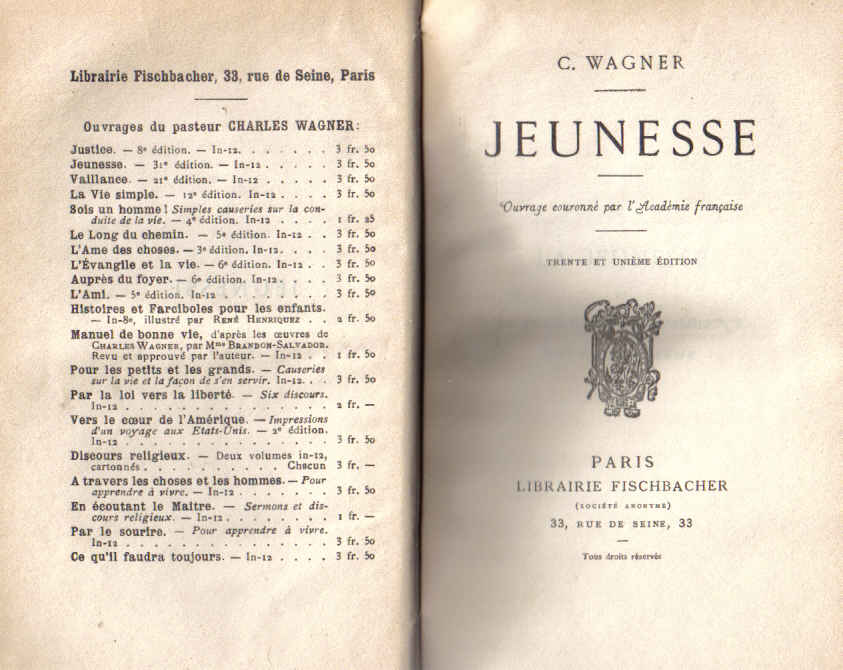 Librairie Fischbacher, 33, rue de Seine, Paris
Ouvrages du pasteur CHARLES WAGNER:
Justice. — 8e édition. — In-12. . . . . . . 3 fr. 50
Jeunesse. — 31e édition. — In-12 . . . . . 3 fr. 50
Vaillance. — 21e édition. — In-12 . . . . . 3 fr. 50
La Vie simple. — 12e édition. In-12 . . . . 3 fr. 50
Sois un homme! Simples causeries sur la con-
duite de la vie. — 4e édition. In-12 . . . . 1 fr. 25
Le Long du chemin. — 5e édition. In-12 . . 3 fr. 50
L'Ame des choses. — 3e édition. In-12. . . . 3 fr. 50
L'Évangile et la vie. — 6e édition. In-12 . . 3 fr. 50
Auprès du foyer. — 6e édition. In-12. . . . 3 fr. 50
L'Ami. — 5e édition. In-12 . . . . . . . . 3 fr. 50
Histoires et Farciboles pour les enfants.
— In-8o, illustré par RENÉ HENRIQUEZ . . 2 fr. 50
Manuel de bonne vie, d'après les œuvres de
CHARLES WAGNER, par Mme BRANDON-SALVADOR.
Revu et approuvé par l'auteur. — In-12 . . 1 fr. 50
Pour les petits et les grands. — Causeries
sur la vie et la façon de s'en servir. In-12. . . 3 fr. 50
Par la loi vers la liberté. — Six discours.
In-12 . . . . . . . . . . . . . . . 2 fr. —
Vers le cœur de l'Amérique. — Impressions
d'un voyage aux Etats-Unis. — 2e édition.
In-12 . . . . . . . . . . . . . . . 3 fr. 50
Discours religieux. — Deux volumes in-12,
cartonnés . . . . . . . . . . Chacun 3 fr. —
A travers les choses et les hommes. — Pour
apprendre à vivre. — In-12 . . . . . . . 3 fr. 50
En écoutant le Maitre. — Sermons et dis-
cours religieux. — In-12 . . . . . . . . 1 fr. —
Par le sourire. — Pour apprendre à vivre.
In-12 . . . . . . . . . . . . . . . 3 fr. 50
Ce qu'il faudra toujours. — In-12 . . . . 3 fr. 50
C. WAGNER
JEUNESSE
Ouvrage couronné par l'Académie française
TRENTE ET UNIÈME ÉDITION
PARIS
LIBRAIRIE FISCHBACHER
(SOCIÉTÉ ANONYME)
33, RUE DE SEINE, 33
Tous droits réservés